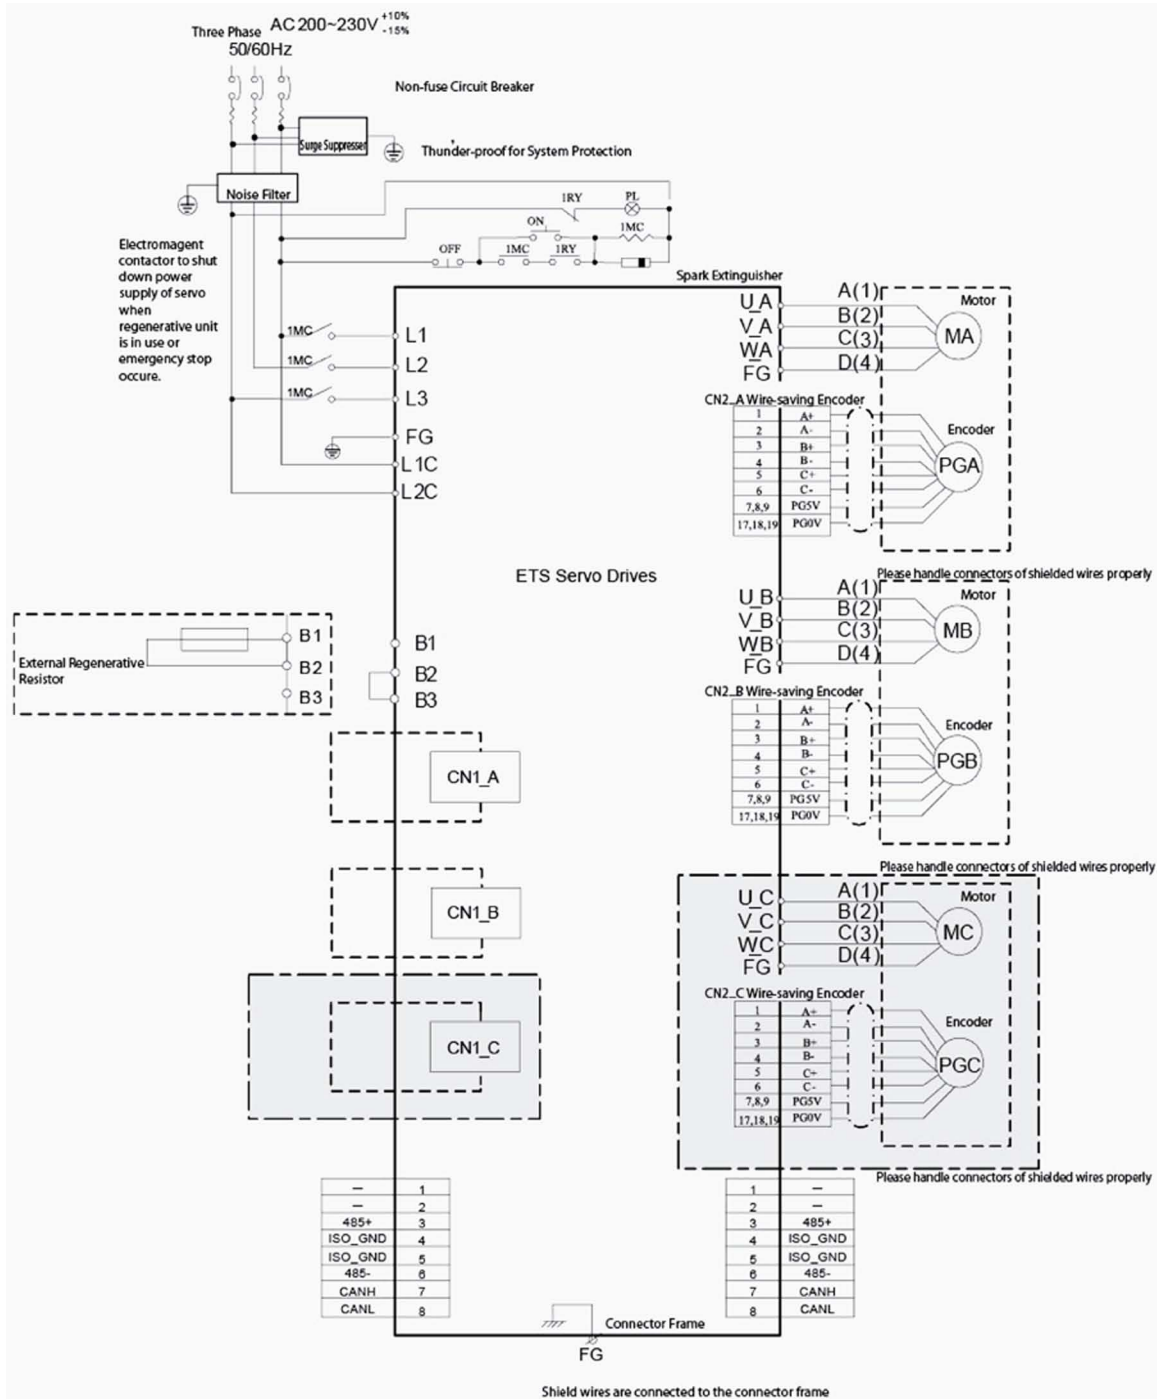 AC 200~230V +10% -15%
Three Phase
50/60Hz
Non-fuse Circuit Breaker
Surge Suppresser
Thunder-proof for System Protection
Noise Filter
1RY
PL
ON
1MC
OFF
1MC
1RY
Electromagent
contactor to shut
down power
supply of servo
when
regenerative unit
is in use or
emergency stop
occure.
Spark Extinguisher
1MC
L1
1MC
L2
1MC
L3
FG
L1C
L2C
U_A A(1)
V_A B(2)
WA C(3)
FG D(4)
Motor
MA
CN2_A Wire-saving Encoder
1 A+
2 A-
3 B+
4 B-
5 C+
6 C-
7,8,9 PG5V
17,18,19 PG0V
Encoder
PGA
ETS Servo Drives
Please handle connectors of shielded wires properly
U_B A(1)
V_B B(2)
WB C(3)
FG D(4)
Motor
MB
External Regenerative
Resistor
B1
B2
B3
B1
B2
B3
CN2_B Wire-saving Encoder
1 A+
2 A-
3 B+
4 B-
5 C+
6 C-
7,8,9 PG5V
17,18,19 PG0V
Encoder
PGB
CN1_A
Please handle connectors of shielded wires properly
CN1_B
U_C A(1)
V_C B(2)
WC C(3)
FG D(4)
Motor
MC
CN2_C Wire-saving Encoder
1 A+
2 A-
3 B+
4 B-
5 C+
6 C-
7,8,9 PG5V
17,18,19 PG0V
Encoder
PGC
CN1_C
Please handle connectors of shielded wires properly
— 1
— 2
485+ 3
ISO_GND 4
ISO_GND 5
485- 6
CANH 7
CANL 8
1 —
2 —
3 485+
4 ISO_GND
5 ISO_GND
6 485-
7 CANH
8 CANL
Connector Frame
FG
Shield wires are connected to the connector frame